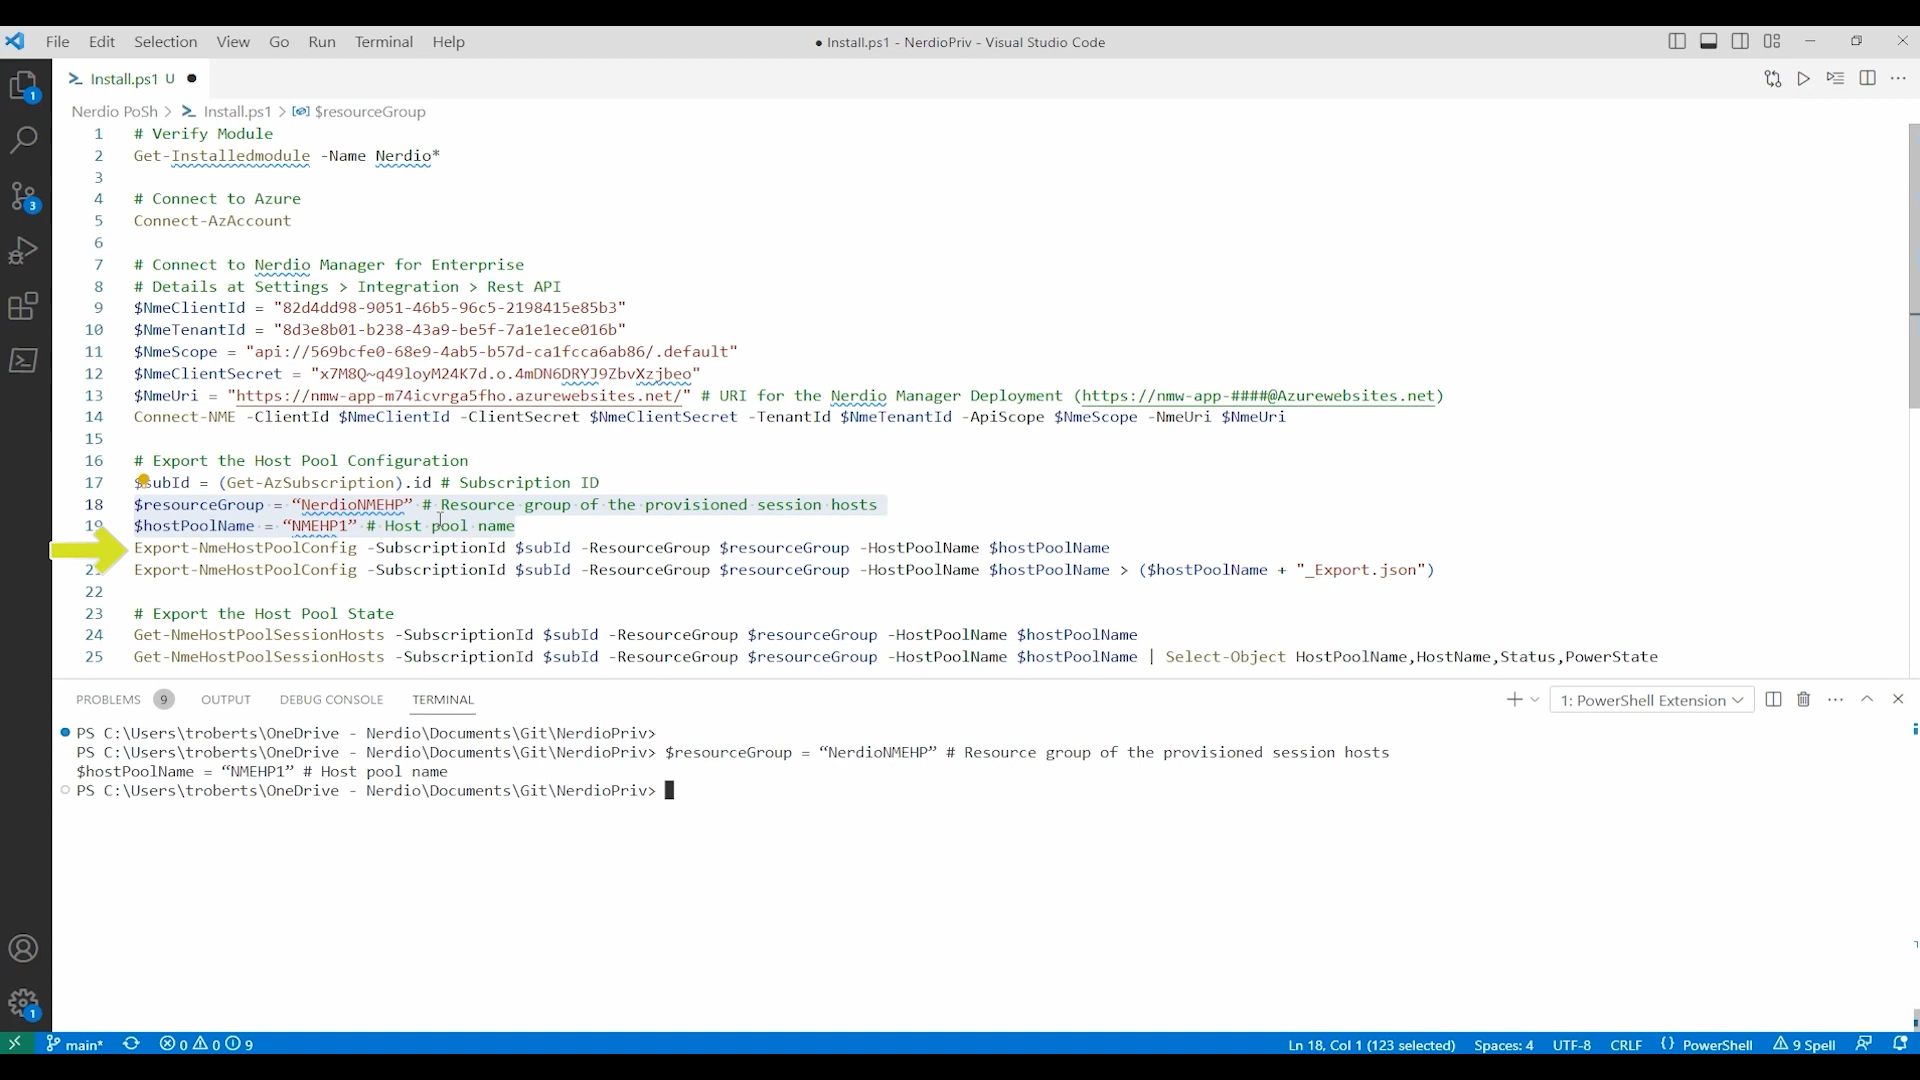 File Edit Selection View Go Run Terminal Help
● Install.ps1 - NerdioPriv - Visual Studio Code
Install.ps1 U ●
Nerdio PoSh > Install.ps1 > $resourceGroup
1 # Verify Module
2 Get-Installedmodule -Name Nerdio*
3
4 # Connect to Azure
5 Connect-AzAccount
6
7 # Connect to Nerdio Manager for Enterprise
8 # Details at Settings > Integration > Rest API
9 $NmeClientId = "82d4dd98-9051-46b5-96c5-2198415e85b3"
10 $NmeTenantId = "8d3e8b01-b238-43a9-be5f-7a1e1ece016b"
11 $NmeScope = "api://569bcfe0-68e9-4ab5-b57d-ca1fcca6ab86/.default"
12 $NmeClientSecret = "x7M8Q~q49loyM24K7d.o.4mDN6DRYJ9ZbvXzjbeo"
13 $NmeUri = "https://nmw-app-m74icvrga5fho.azurewebsites.net/" # URI for the Nerdio Manager Deployment (https://nmw-app-####@Azurewebsites.net)
14 Connect-NME -ClientId $NmeClientId -ClientSecret $NmeClientSecret -TenantId $NmeTenantId -ApiScope $NmeScope -NmeUri $NmeUri
15
16 # Export the Host Pool Configuration
17 $subId = (Get-AzSubscription).id # Subscription ID
18 $resourceGroup = “NerdioNMEHP” # Resource group of the provisioned session hosts
19 $hostPoolName = “NMEHP1” # Host pool name
Export-NmeHostPoolConfig -SubscriptionId $subId -ResourceGroup $resourceGroup -HostPoolName $hostPoolName
21 Export-NmeHostPoolConfig -SubscriptionId $subId -ResourceGroup $resourceGroup -HostPoolName $hostPoolName > ($hostPoolName + "_Export.json")
22
23 # Export the Host Pool State
24 Get-NmeHostPoolSessionHosts -SubscriptionId $subId -ResourceGroup $resourceGroup -HostPoolName $hostPoolName
25 Get-NmeHostPoolSessionHosts -SubscriptionId $subId -ResourceGroup $resourceGroup -HostPoolName $hostPoolName | Select-Object HostPoolName,HostName,Status,PowerState
PROBLEMS 9 OUTPUT DEBUG CONSOLE TERMINAL 1: PowerShell Extension
PS C:\Users\troberts\OneDrive - Nerdio\Documents\Git\NerdioPriv>
PS C:\Users\troberts\OneDrive - Nerdio\Documents\Git\NerdioPriv> $resourceGroup = “NerdioNMEHP” # Resource group of the provisioned session hosts
$hostPoolName = “NMEHP1” # Host pool name
PS C:\Users\troberts\OneDrive - Nerdio\Documents\Git\NerdioPriv>
1
3
1
main* 0 0 9 Ln 18, Col 1 (123 selected) Spaces: 4 UTF-8 CRLF {} PowerShell 9 Spell